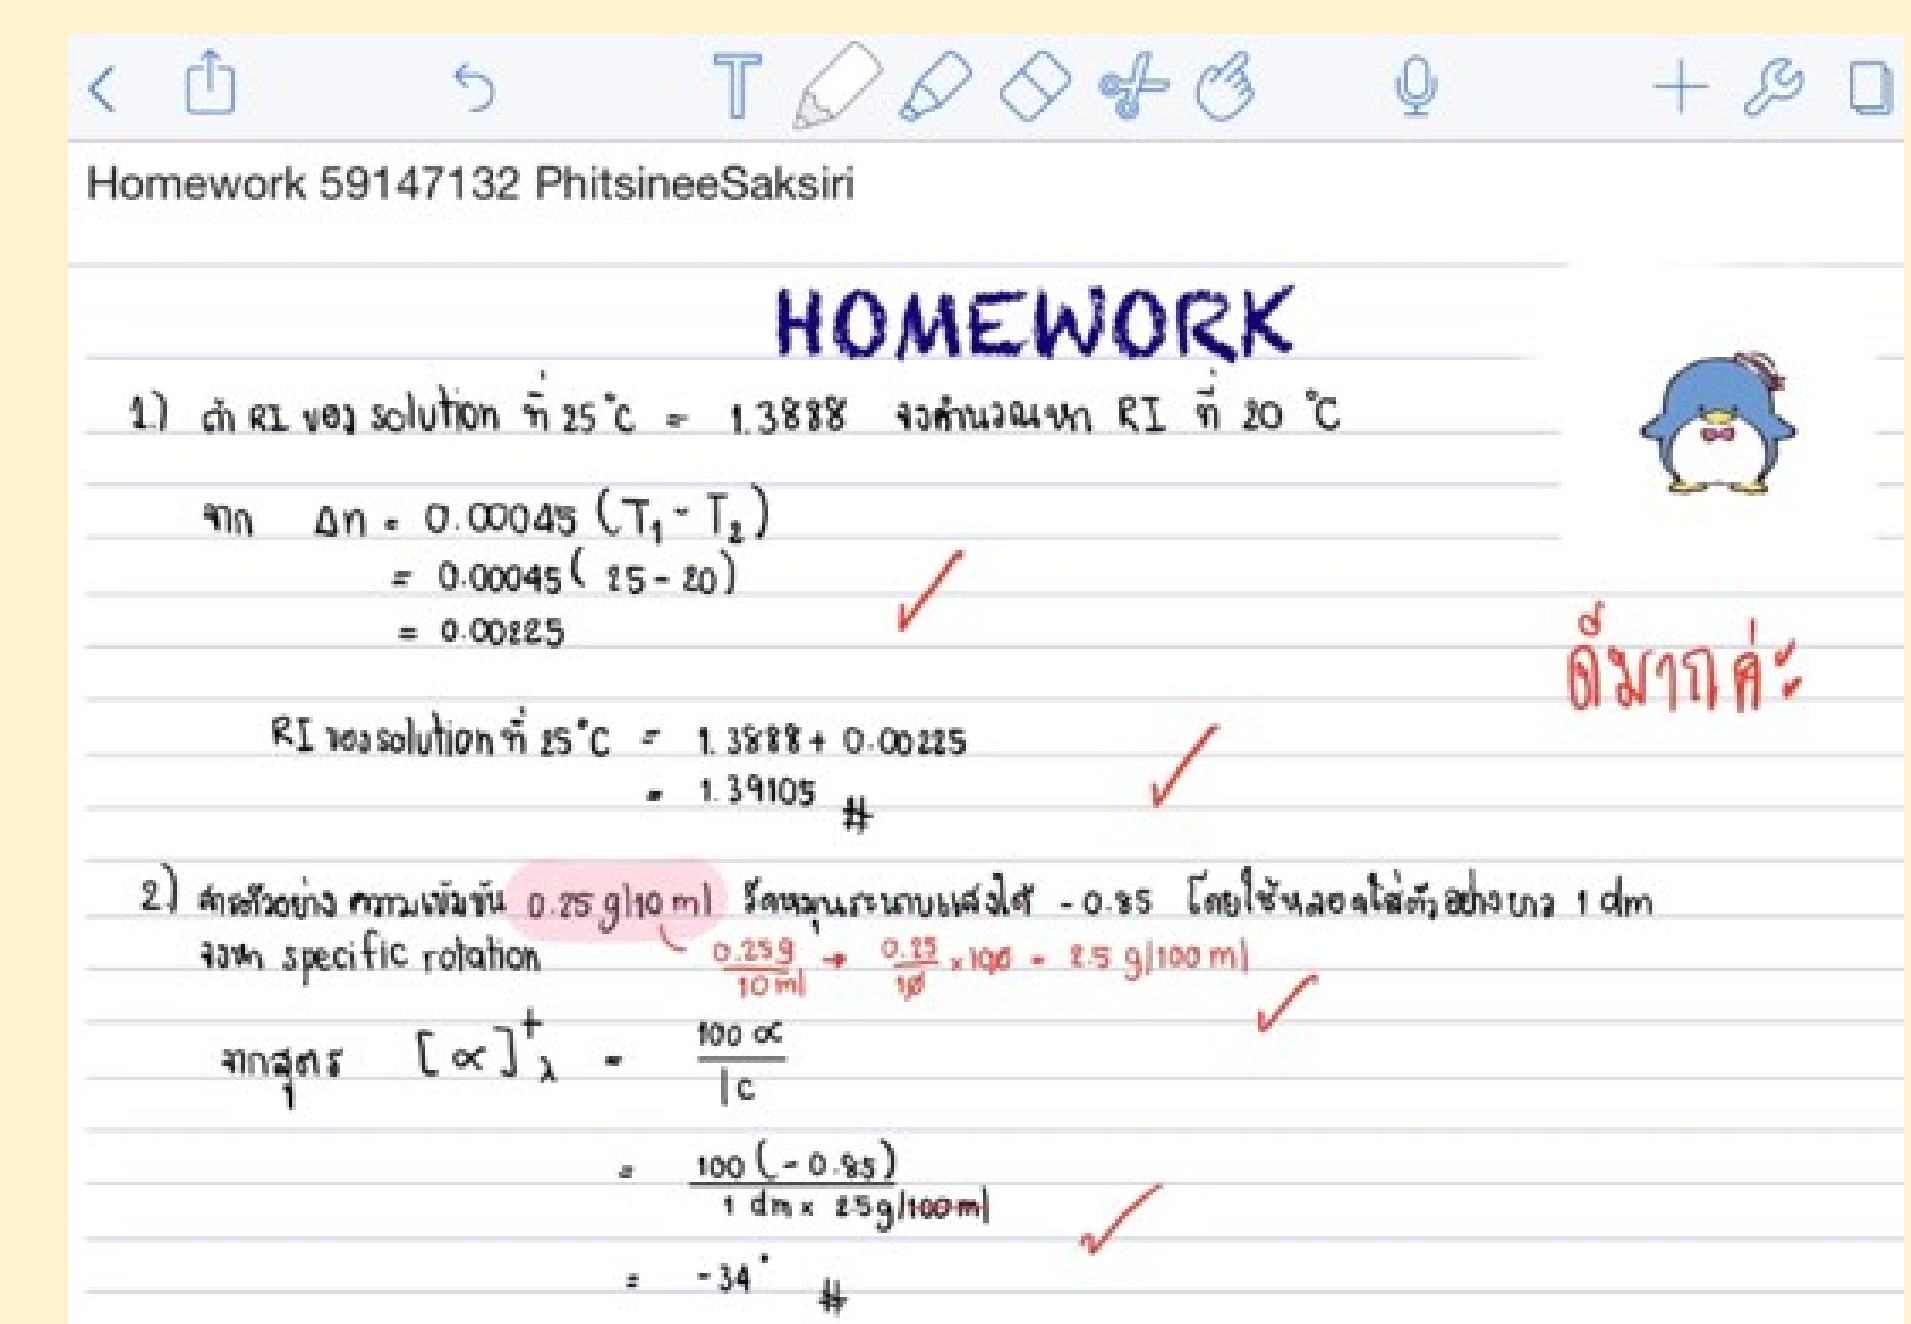 Homework 59147132 PhitsineeSaksiri
HOMEWORK
1.) ค่า RI ของ solution ที่ 25 °C = 1.3888 จงคำนวณหา RI ที่ 20 °C
จาก Δn = 0.00045 (T₁ - T₂)
= 0.00045 ( 25 - 20)
= 0.00225
ดีมากค่ะ
RI ของ solution ที่ 25 °C = 1.3888 + 0.00225
= 1.39105 #
2.) สารตัวอย่าง ความเข้มข้น 0.25 g/10 ml วัดหมุนระนาบแสงได้ - 0.85 โดยใช้หลอดใส่ตัวอย่างยาว 1 dm
จงหา specific rotation 0.25g/10 ml → 0.25/10 x 100 = 2.5 g/100 ml
จากสูตร [α]ᵗλ = 100 α / lc
= 100 (- 0.85) / 1 dm x 2.5 g/100 ml
= - 34° #